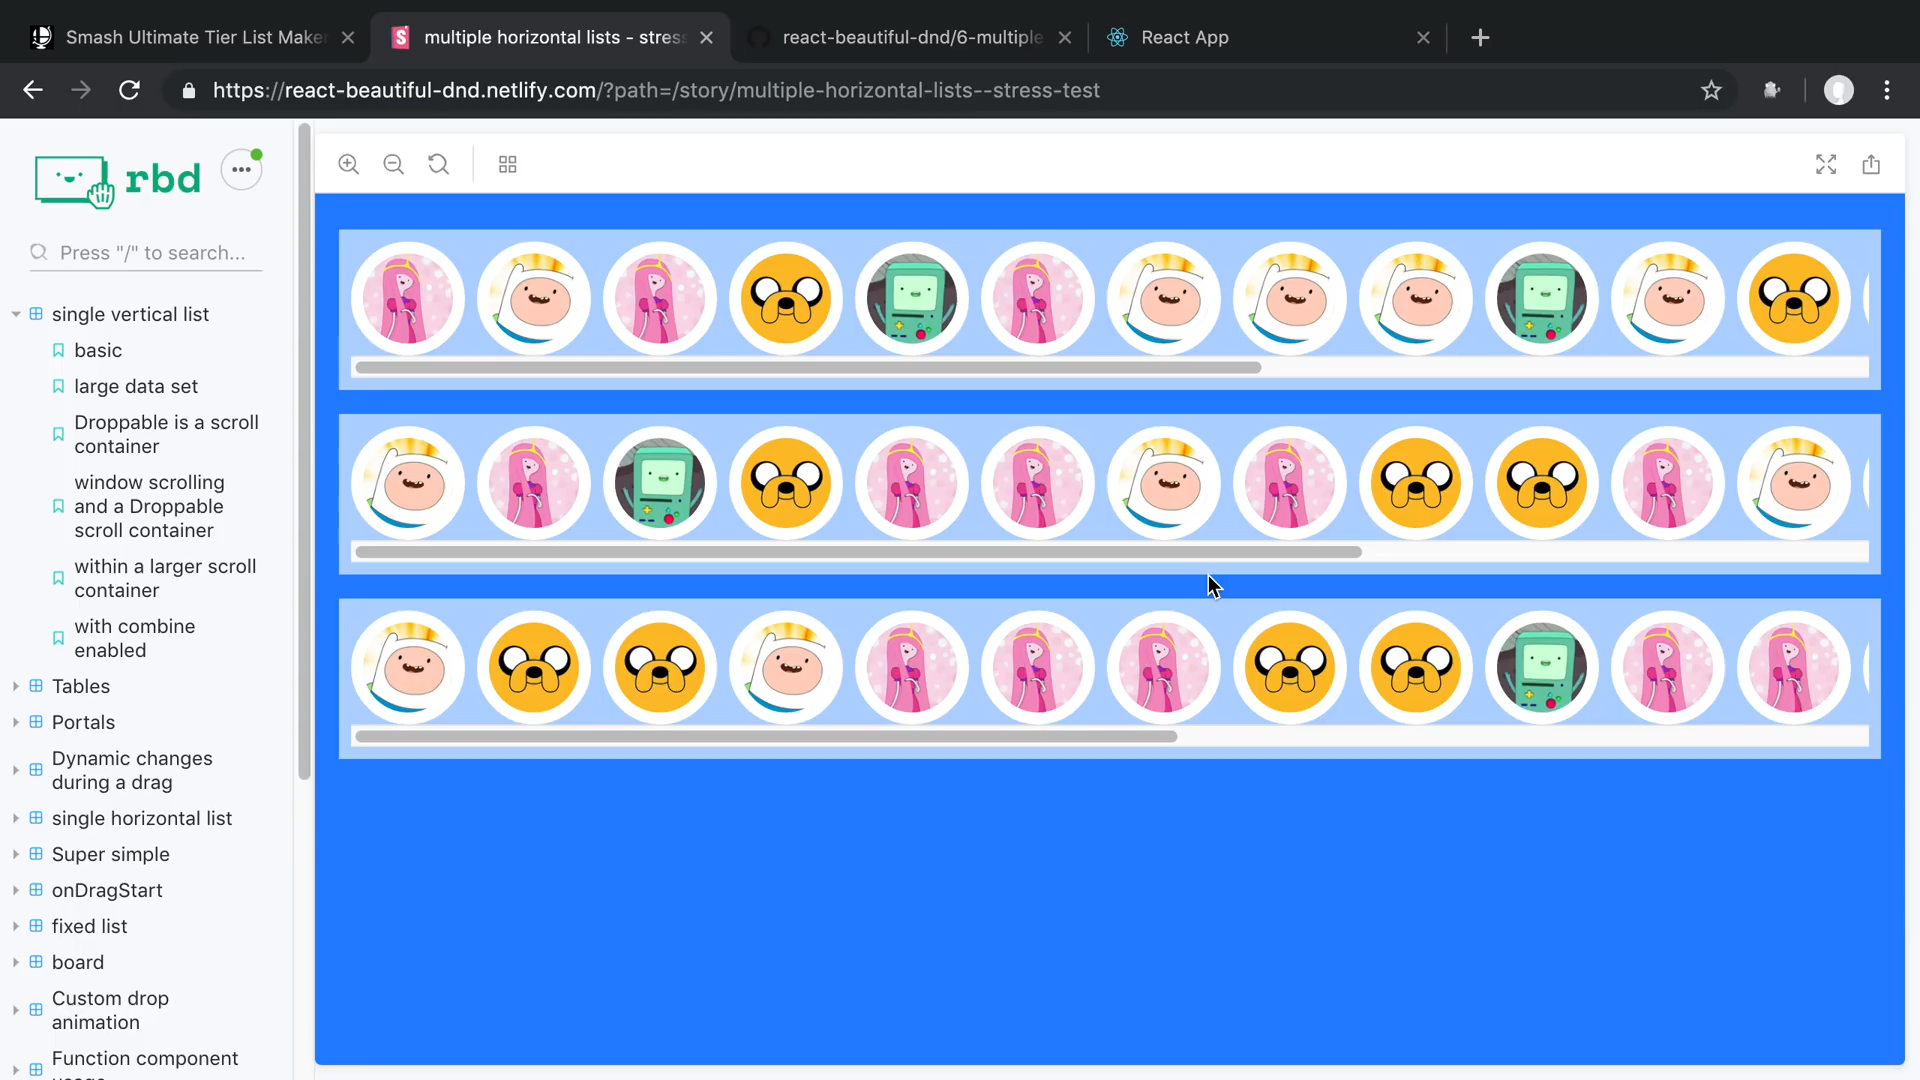 Smash Ultimate Tier List Maker
multiple horizontal lists - stress
react-beautiful-dnd/6-multiple
React App
https://react-beautiful-dnd.netlify.com/?path=/story/multiple-horizontal-lists--stress-test
rbd
Press "/" to search...
single vertical list
basic
large data set
Droppable is a scroll
container
window scrolling
and a Droppable
scroll container
within a larger scroll
container
with combine
enabled
Tables
Portals
Dynamic changes
during a drag
single horizontal list
Super simple
onDragStart
fixed list
board
Custom drop
animation
Function component